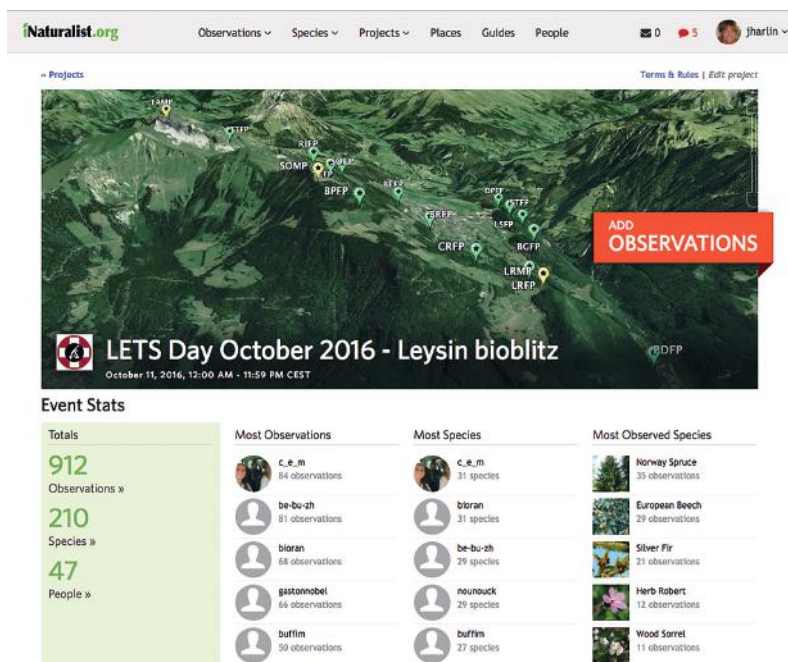 iNaturalist.org
Observations
Species
Projects
Places
Guides
People
0
5
jharlin
« Projects
Terms & Rules | Edit project
RIFP
SOMP
BPFP
BRFP
CRFP
DPFP
STFP
LSFP
BGFP
LRMP
LRFP
BDFP
ADD
OBSERVATIONS
LETS Day October 2016 - Leysin bioblitz
October 11, 2016, 12:00 AM - 11:59 PM CEST
Event Stats
Totals
912
Observations »
210
Species »
47
People »
Most Observations
c_e_m
84 observations
be-bu-zh
81 observations
bioran
68 observations
gastonnobel
66 observations
buffim
50 observations
Most Species
c_e_m
31 species
bioran
31 species
be-bu-zh
29 species
nounouck
29 species
buffim
27 species
Most Observed Species
Norway Spruce
35 observations
European Beech
29 observations
Silver Fir
21 observations
Herb Robert
12 observations
Wood Sorrel
11 observations